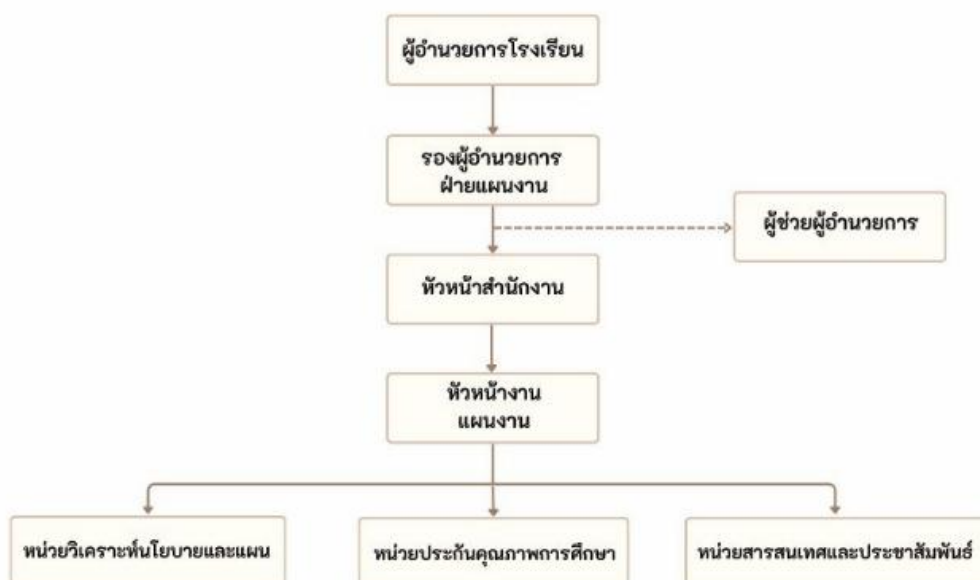 ผู้อำนวยการโรงเรียน
รองผู้อำนวยการ
ฝ่ายแผนงาน
ผู้ช่วยผู้อำนวยการ
หัวหน้าสำนักงาน
หัวหน้างาน
แผนงาน
หน่วยวิเคราะห์นโยบายและแผน
หน่วยประกันคุณภาพการศึกษา
หน่วยสารสนเทศและประชาสัมพันธ์